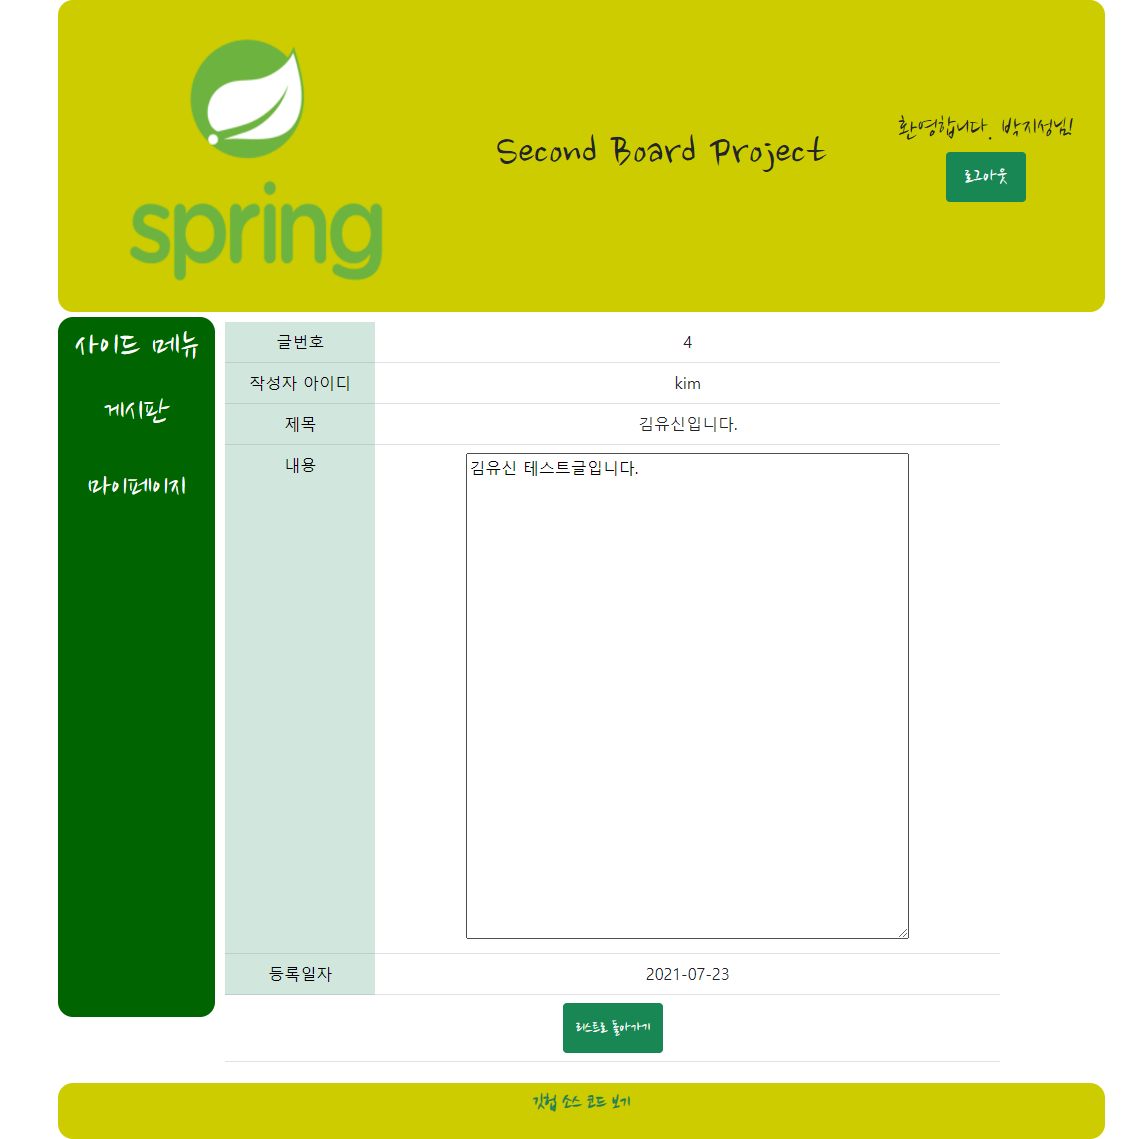 spring
Second Board Project
환영합니다. 박지성님!
로그아웃
사이드 메뉴
게시판
마이페이지
글번호 4
작성자 아이디 kim
제목 김유신입니다.
내용 김유신 테스트글입니다.
등록일자 2021-07-23
리스트로 돌아가기
깃헙 소스 코드 보기